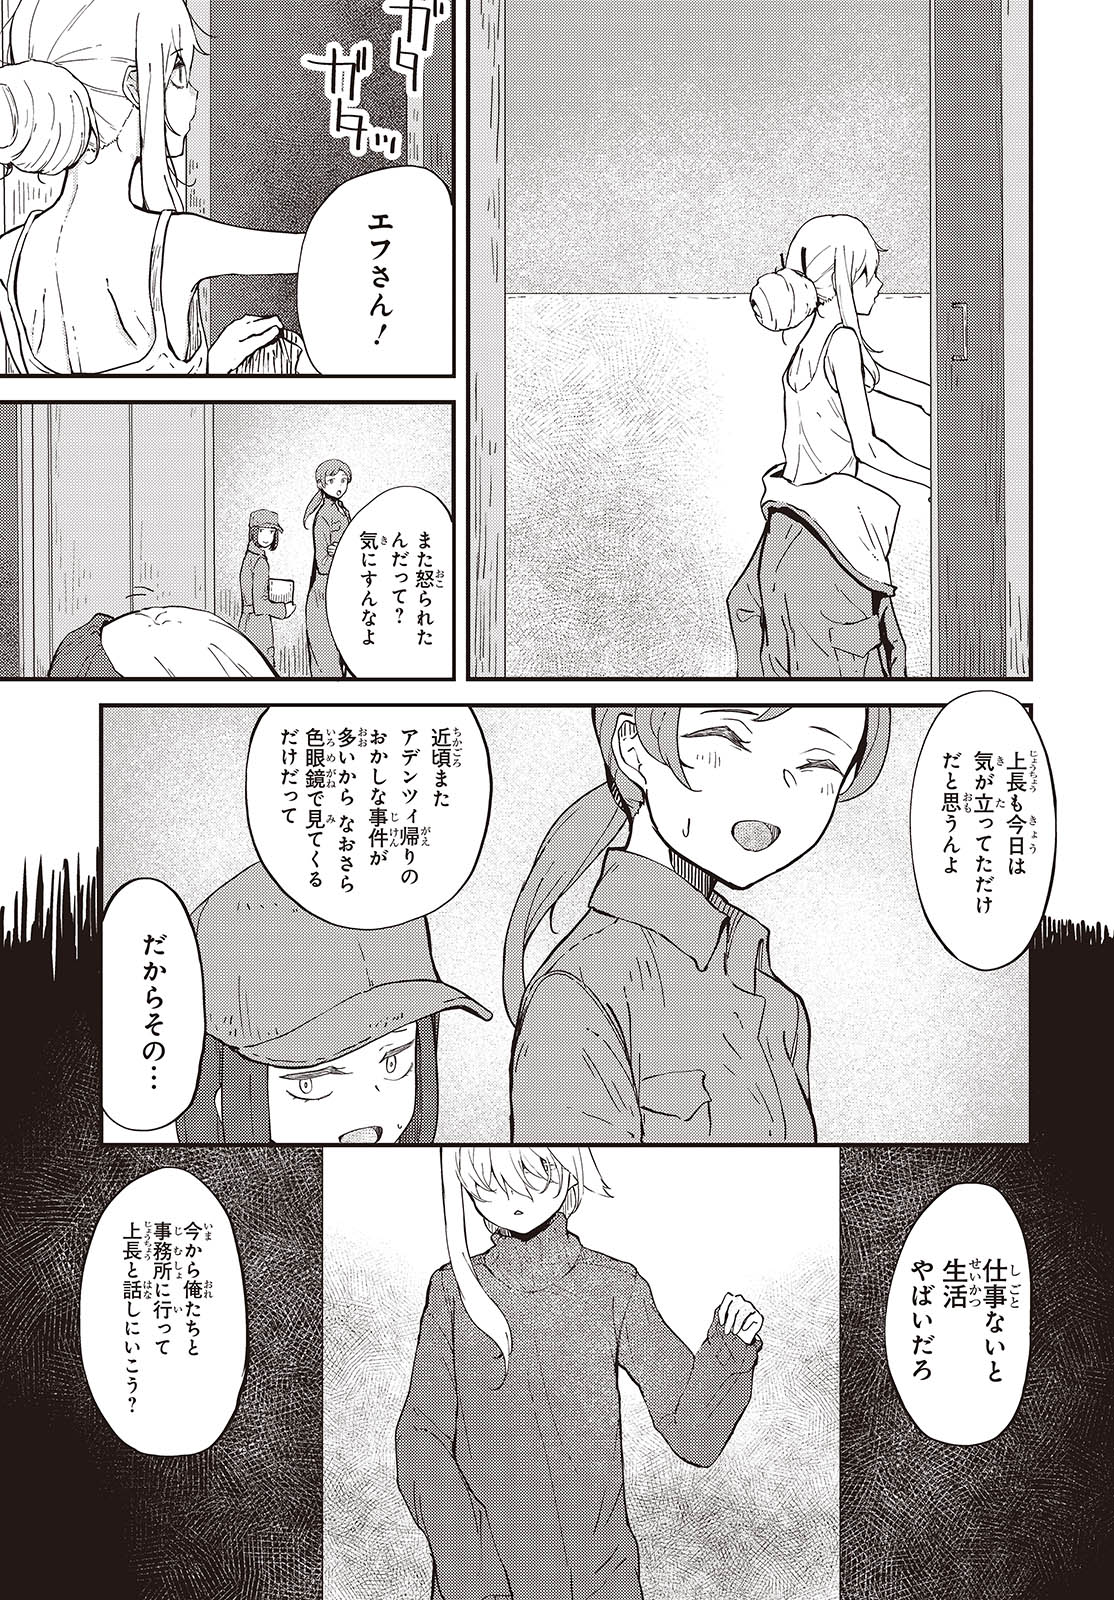 ガタ
ガタッ
エフさん！
また怒られた
んだって？
気にすんなよ
上長も今日は
気が立ってただけ
だと思うんよ
近頃また
アデンツィ帰りの
おかしな事件が
多いから なおさら
色眼鏡で見てくる
だけだって
だからその…
仕事ないと
生活
やばいだろ
今から俺たちと
事務所に行って
上長と話しにいこう？